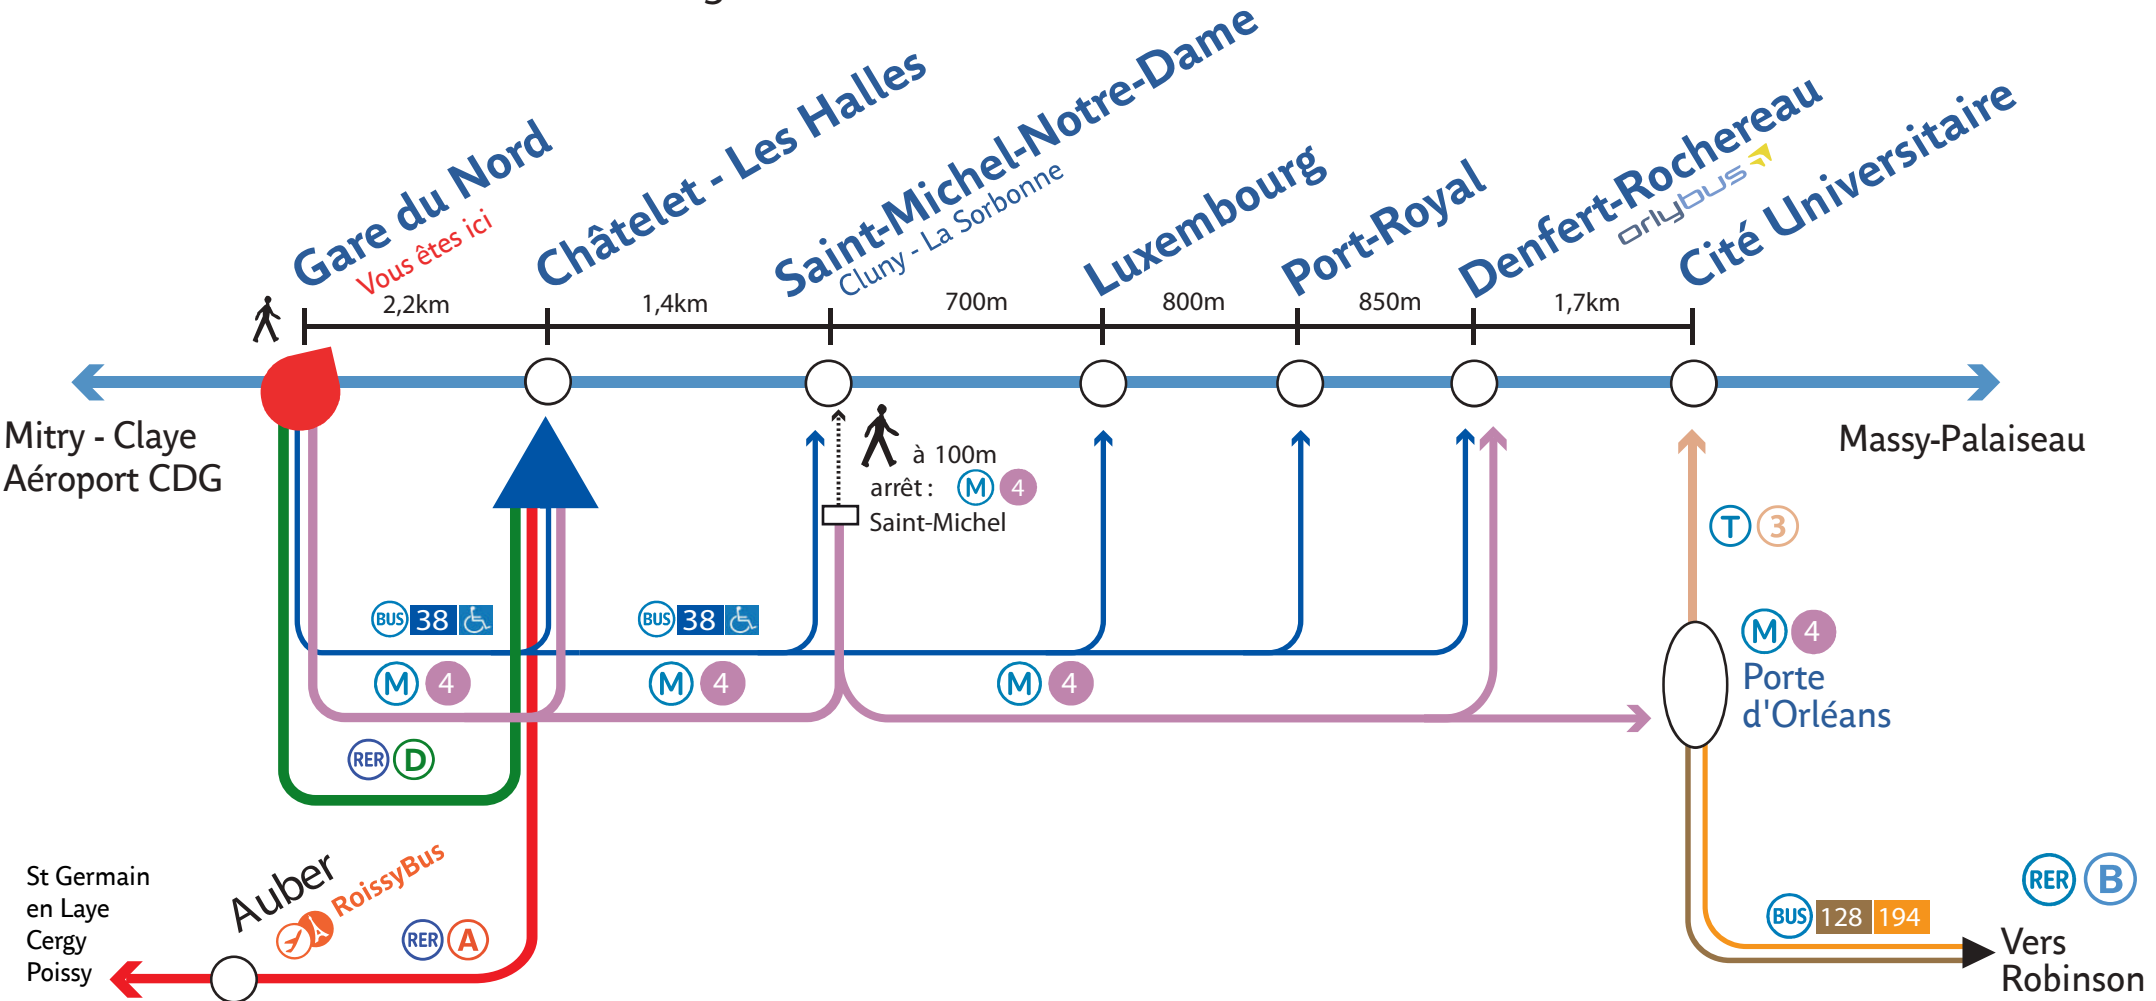 Gare du Nord
Vous êtes ici
Châtelet - Les Halles
Saint-Michel-Notre-Dame
Cluny - La Sorbonne
Luxembourg
Port-Royal
Denfert-Rochereau
orlybus
Cité Universitaire
2,2km
1,4km
700m
800m
850m
1,7km
Mitry - Claye
Aéroport CDG
Massy-Palaiseau
à 100m
arrêt : M 4
Saint-Michel
T 3
BUS 38
BUS 38
M 4
M 4
M 4
M 4
Porte
d'Orléans
RER D
St Germain
en Laye
Cergy
Poissy
Auber
RoissyBus
RER A
BUS 128 194
RER B
Vers
Robinson